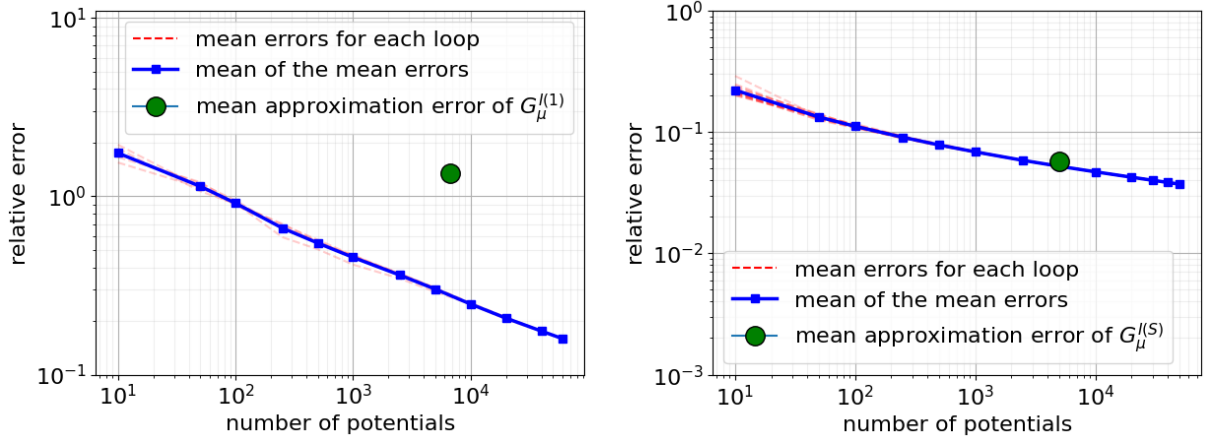 10¹
10⁰
10⁻¹
relative error
mean errors for each loop
mean of the mean errors
mean approximation error of G_μ^{I(1)}
10¹ 10² 10³ 10⁴
number of potentials
10⁰
10⁻¹
10⁻²
10⁻³
relative error
mean errors for each loop
mean of the mean errors
mean approximation error of G_μ^{I(S)}
10¹ 10² 10³ 10⁴
number of potentials